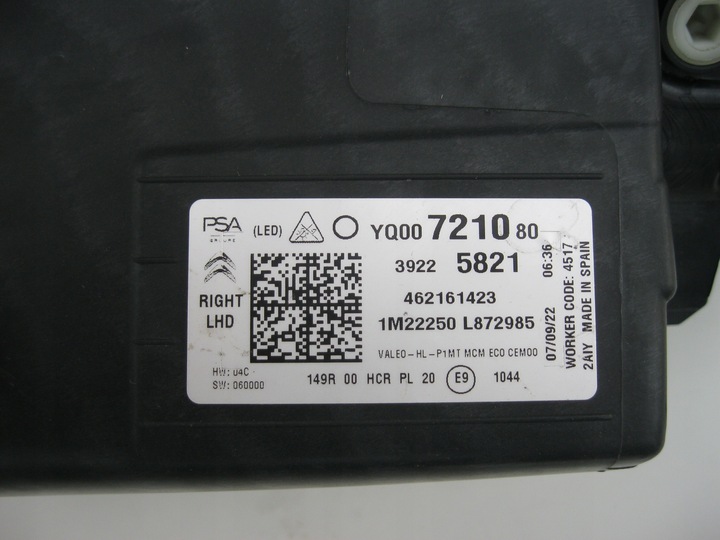 PSA (LED) YQ00 7210 80
GROUPE
3922 5821
RIGHT 462161423
LHD 1M22250 L872985
VALEO-HL-P1MT MCM ECO CEM00
HW: 04C
SW: 060000 149R 00 HCR PL 20 E9 1044
07/09/22 06:36
WORKER CODE: 4517
2AIY MADE IN SPAIN